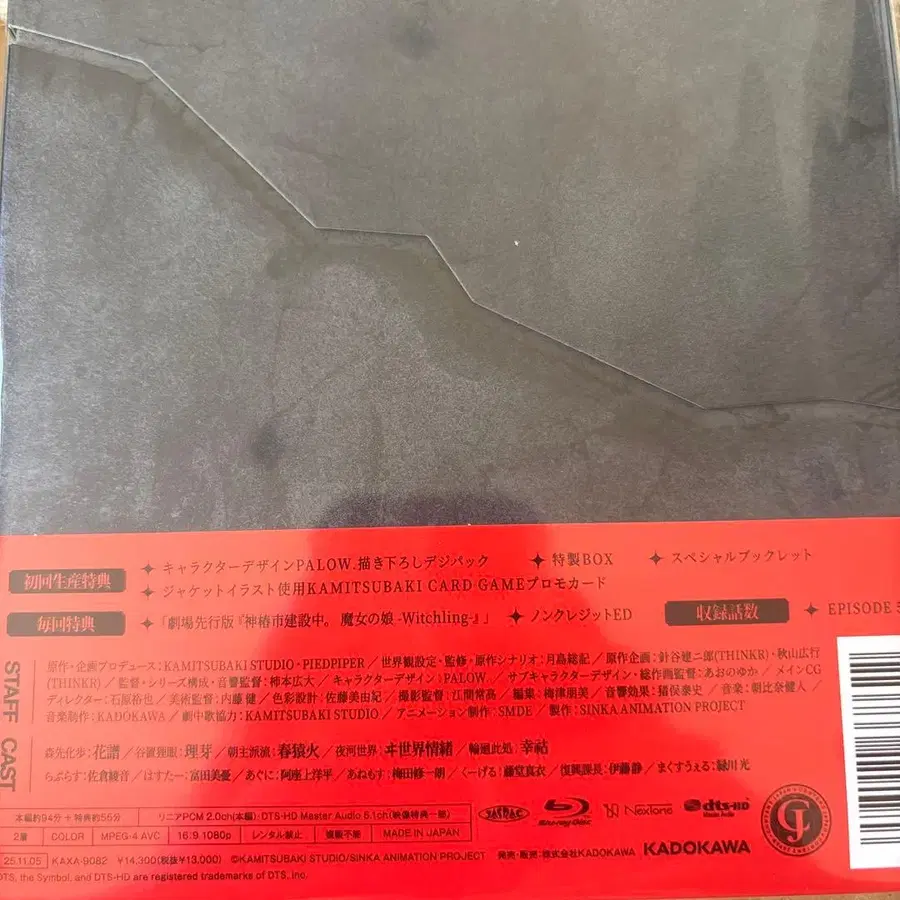 初回生産特典
キャラクターデザインPALOW.描き下ろしデジパック 特製BOX スペシャルブックレット
ジャケットイラスト使用KAMITSUBAKI CARD GAMEプロモカード
毎回特典
「劇場先行版『神椿市建設中。魔女の娘 -Witchling-』」 ノンクレジットED
収録話数
EPISODE 5
STAFF
原作・企画プロデュース：KAMITSUBAKI STUDIO・PIEDPIPER／世界観設定・監修・原作シナリオ：月島総記／原作企画：針谷建二郎(THINKR)・秋山広行
(THINKR)／監督・シリーズ構成・音響監督：柿本広大／キャラクターデザイン：PALOW.／サブキャラクターデザイン・総作画監督：あおのゆか／メインCG
ディレクター：石原裕也／美術監督：内藤 健／色彩設計：佐藤美由紀／撮影監督：江間常高／編集：梅津朋美／音響効果：猪俣泰史／音楽：朝比奈健人
音楽制作：KADOKAWA／劇中歌協力：KAMITSUBAKI STUDIO／アニメーション制作：SMDE／製作：SINKA ANIMATION PROJECT
CAST
森先化歩：花譜／谷置狸眠：理芽／朝主派流：春猿火／夜河世界：ヰ世界情緒／輪廻此処：幸祜
らぷらす：佐倉綾音／はすたー：富田美憂／あぐに：阿座上洋平／あねもす：梅田修一朗／くーげる：藤堂真衣／復興課長：伊藤 静／まくすうぇる：緑川 光
本編約94分＋特典約55分 リニアPCM 2.0ch(本編)・DTS-HD Master Audio 5.1ch(映像特典一部)
2層 COLOR MPEG-4 AVC 16:9.1080p レンタル禁止 複製不能 MADE IN JAPAN
JASRAC Blu-ray Disc NexTone dts-HD Master Audio
25.11.05 KAXA-9082 ¥14,300(税抜¥13,000) ©KAMITSUBAKI STUDIO/SINKA ANIMATION PROJECT 発売・販売：株式会社KADOKAWA KADOKAWA
DTS, the Symbol, and DTS-HD are registered trademarks of DTS, Inc.